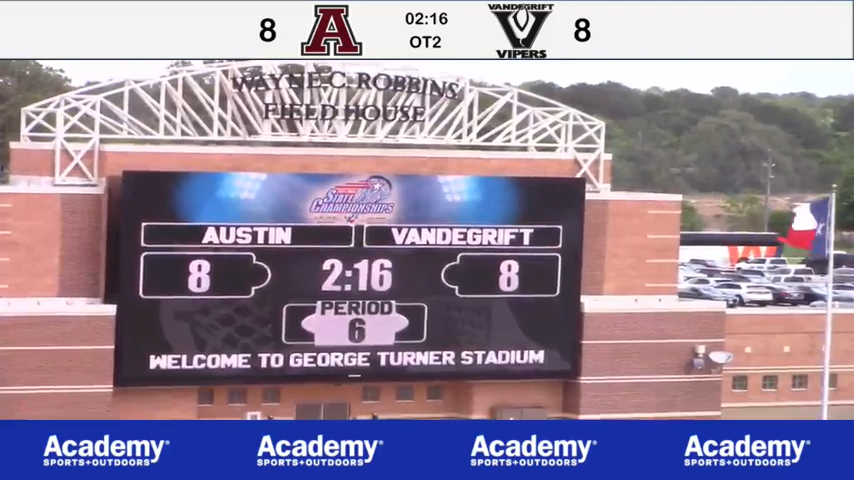 8 A 02:16 OT2 VANDEGRIFT V VIPERS 8
WAYNE C ROBBINS
FIELD HOUSE
STATE
CHAMPIONSHIPS
AUSTIN VANDEGRIFT
8 2:16 8
PERIOD
6
WELCOME TO GEORGE TURNER STADIUM
W
Academy Academy Academy Academy
SPORTS+OUTDOORS SPORTS+OUTDOORS SPORTS+OUTDOORS SPORTS+OUTDOORS